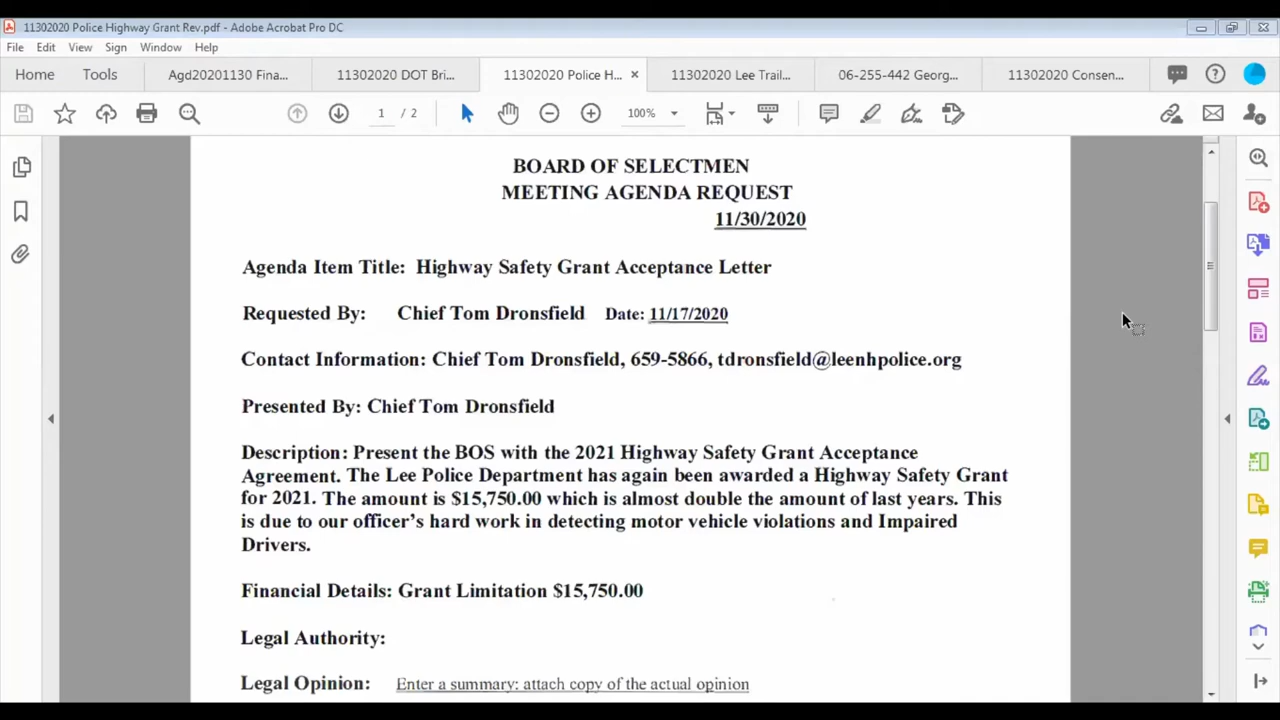 11302020 Police Highway Grant Rev.pdf - Adobe Acrobat Pro DC
File Edit View Sign Window Help
Home Tools Agd20201130 Fina... 11302020 DOT Bri... 11302020 Police H... × 11302020 Lee Trail... 06-255-442 Georg... 11302020 Consen...
1 / 2 100%
BOARD OF SELECTMEN
MEETING AGENDA REQUEST
11/30/2020
Agenda Item Title: Highway Safety Grant Acceptance Letter
Requested By: Chief Tom Dronsfield Date: 11/17/2020
Contact Information: Chief Tom Dronsfield, 659-5866, tdronsfield@leenhpolice.org
Presented By: Chief Tom Dronsfield
Description: Present the BOS with the 2021 Highway Safety Grant Acceptance
Agreement. The Lee Police Department has again been awarded a Highway Safety Grant
for 2021. The amount is $15,750.00 which is almost double the amount of last years. This
is due to our officer's hard work in detecting motor vehicle violations and Impaired
Drivers.
Financial Details: Grant Limitation $15,750.00
Legal Authority:
Legal Opinion: Enter a summary; attach copy of the actual opinion